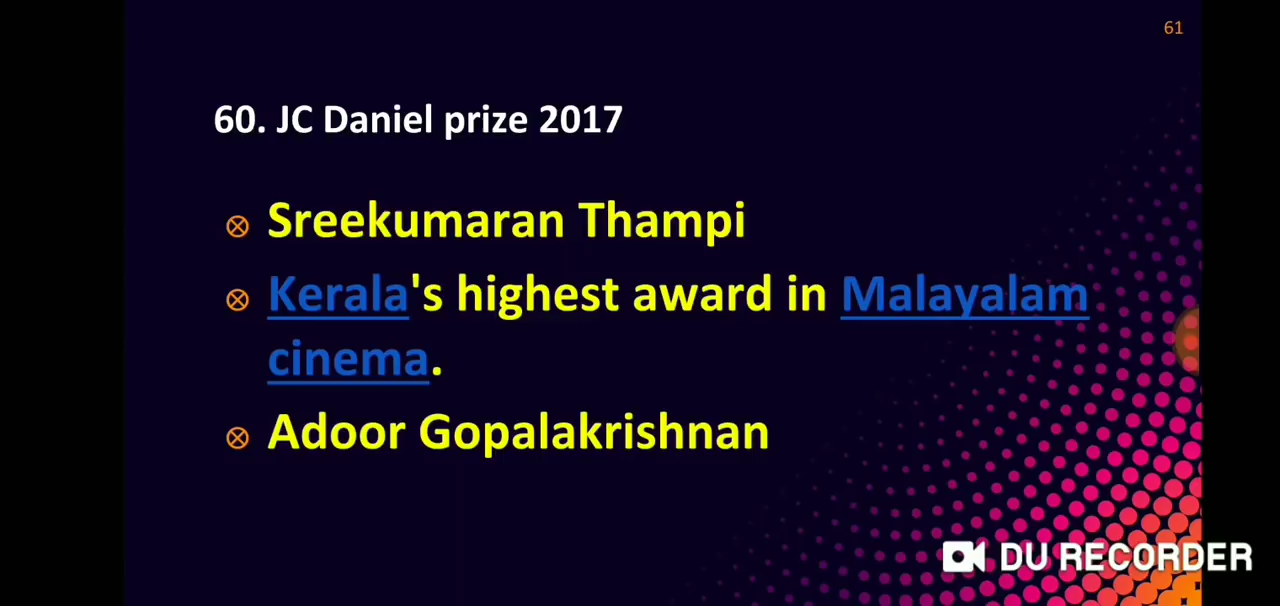 61
60. JC Daniel prize 2017
Sreekumaran Thampi
Kerala's highest award in Malayalam
cinema.
Adoor Gopalakrishnan
DU RECORDER